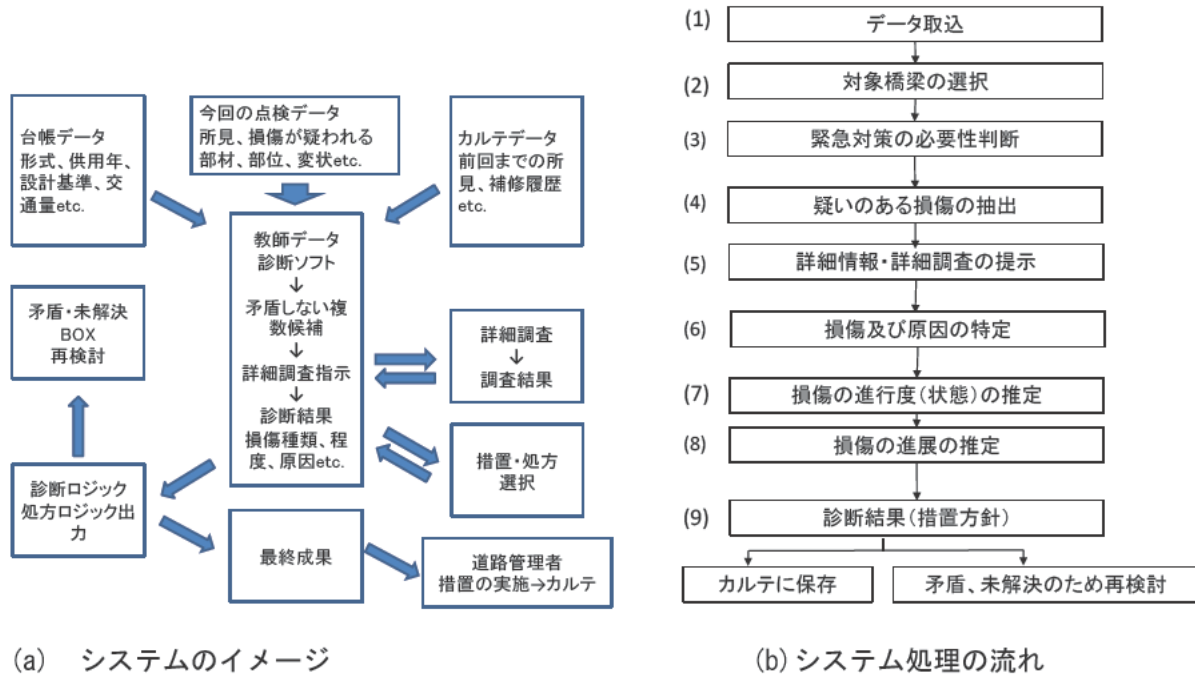 台帳データ
形式、供用年、
設計基準、交
通量etc.
今回の点検データ
所見、損傷が疑われる
部材、部位、変状etc.
カルテデータ
前回までの所
見、補修履歴
etc.
教師データ
診断ソフト
↓
矛盾しない複
数候補
↓
詳細調査指示
↓
診断結果
損傷種類、程
度、原因etc.
矛盾・未解決
BOX
再検討
詳細調査
↓
調査結果
措置・処方
選択
診断ロジック
処方ロジック出
力
最終成果
道路管理者
措置の実施→カルテ
(a) システムのイメージ
(1) データ取込
(2) 対象橋梁の選択
(3) 緊急対策の必要性判断
(4) 疑いのある損傷の抽出
(5) 詳細情報・詳細調査の提示
(6) 損傷及び原因の特定
(7) 損傷の進行度(状態)の推定
(8) 損傷の進展の推定
(9) 診断結果(措置方針)
カルテに保存
矛盾、未解決のため再検討
(b) システム処理の流れ